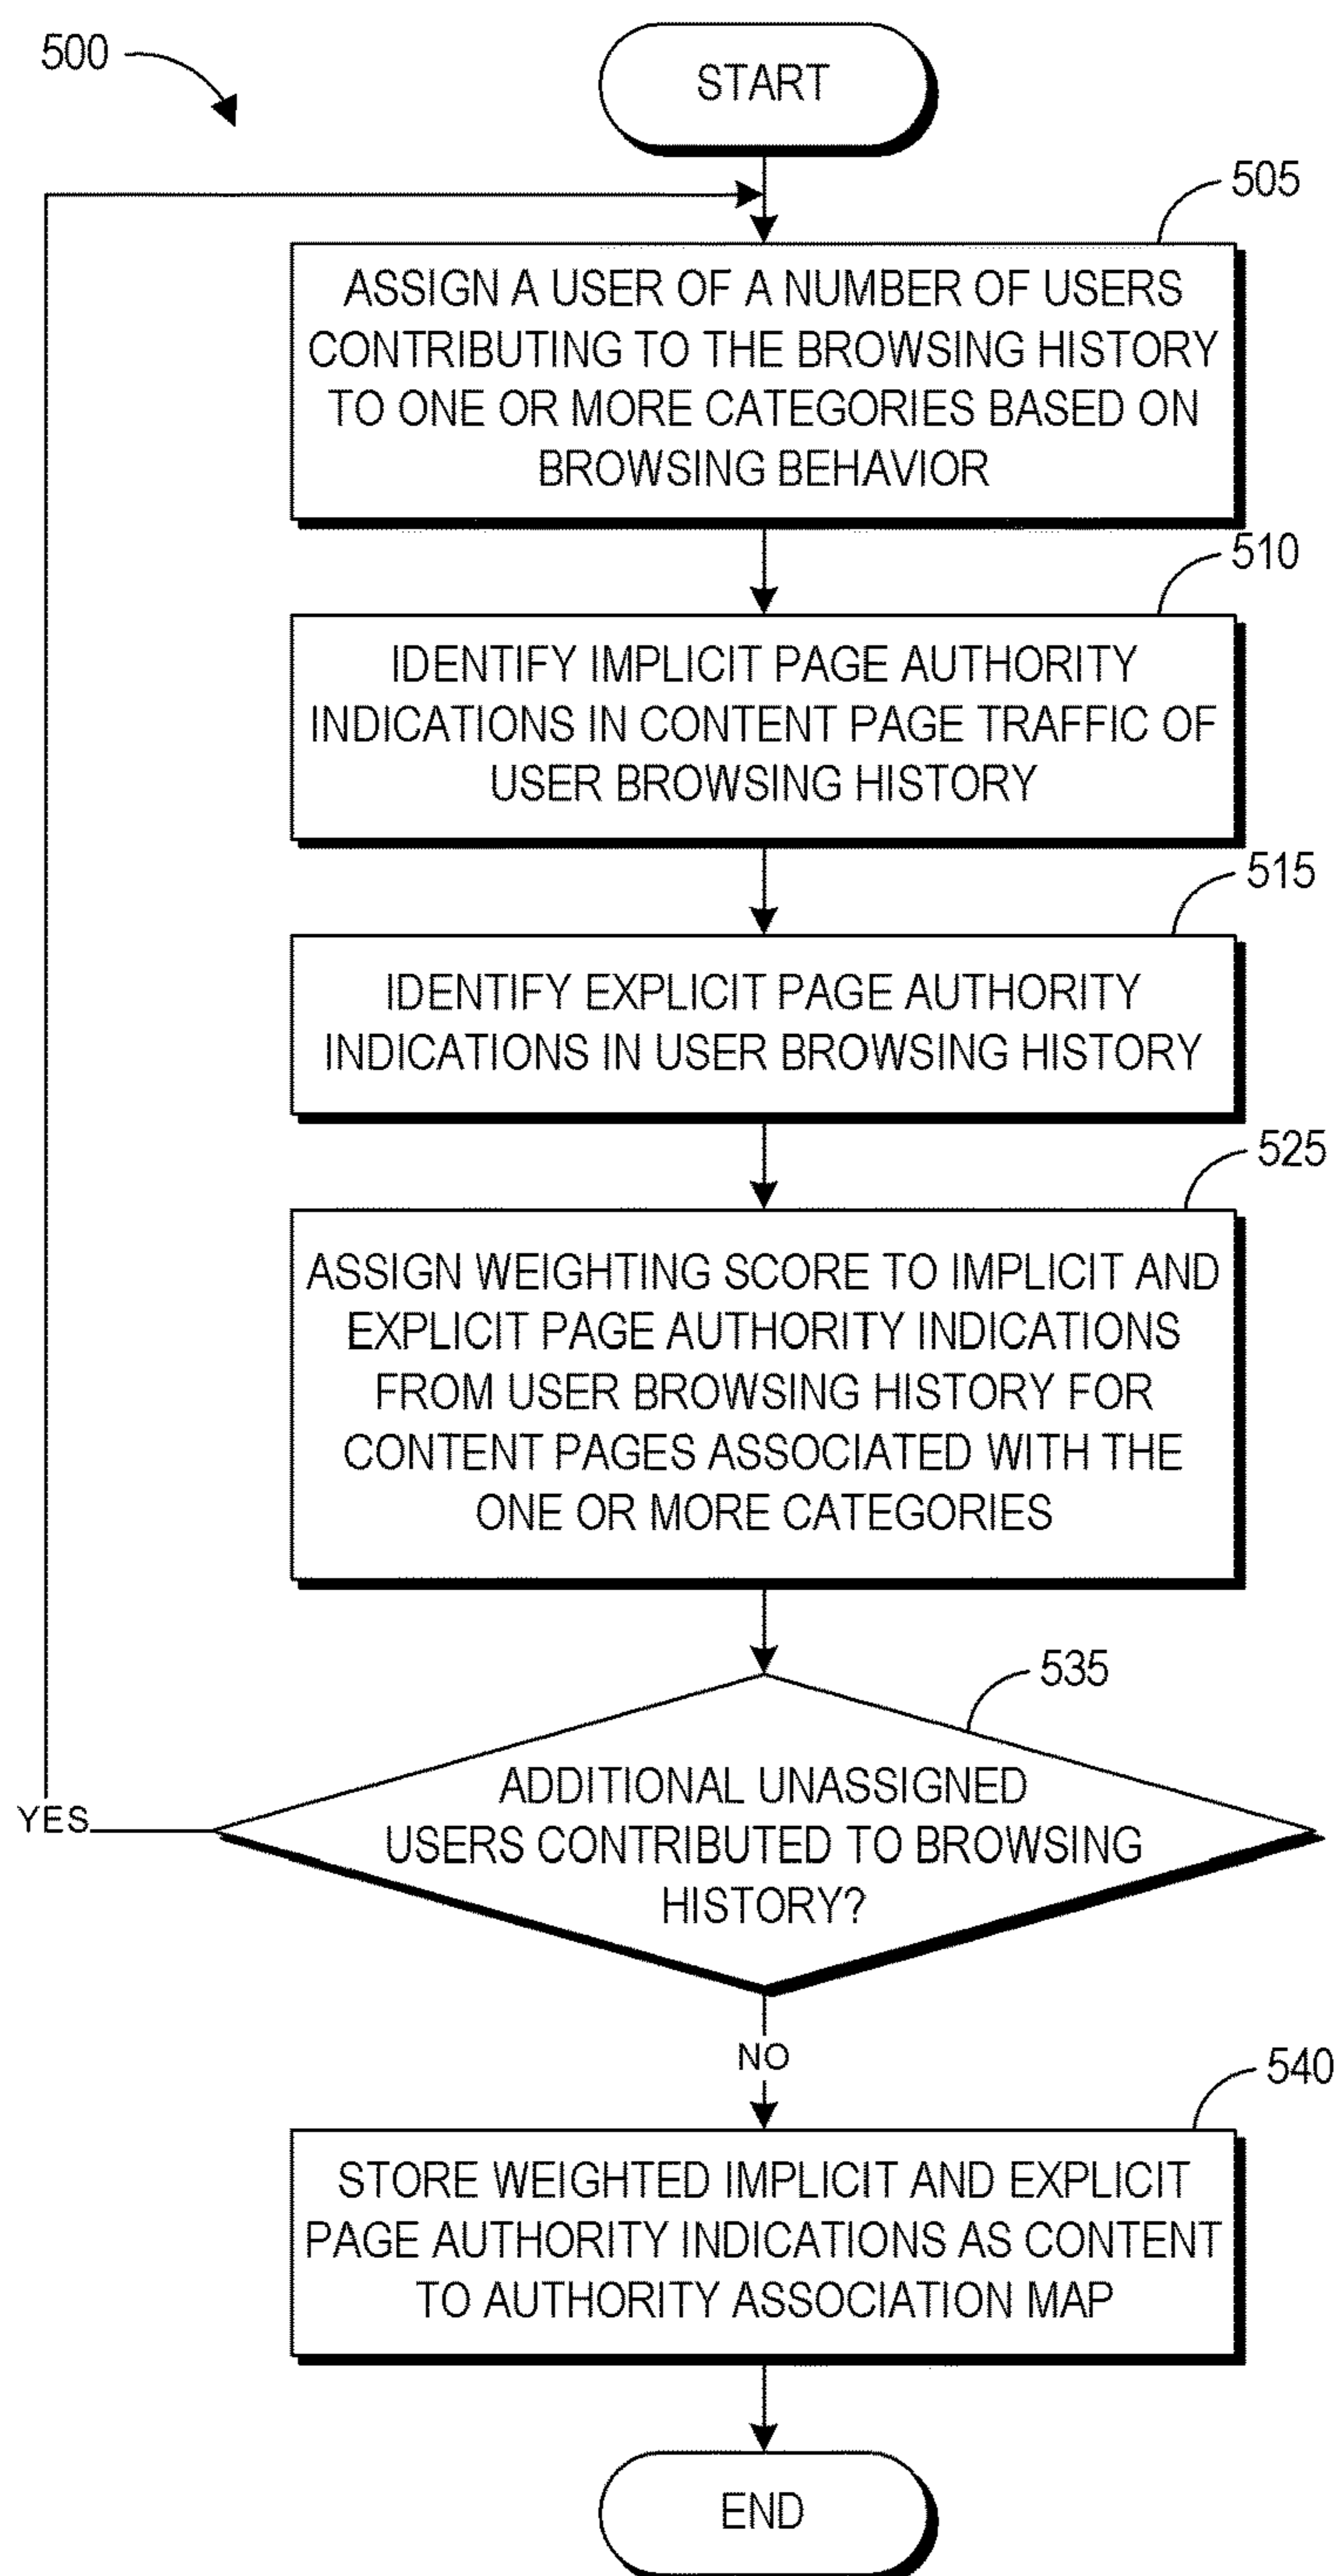 500
START
505
ASSIGN A USER OF A NUMBER OF USERS
CONTRIBUTING TO THE BROWSING HISTORY
TO ONE OR MORE CATEGORIES BASED ON
BROWSING BEHAVIOR
510
IDENTIFY IMPLICIT PAGE AUTHORITY
INDICATIONS IN CONTENT PAGE TRAFFIC OF
USER BROWSING HISTORY
515
IDENTIFY EXPLICIT PAGE AUTHORITY
INDICATIONS IN USER BROWSING HISTORY
525
ASSIGN WEIGHTING SCORE TO IMPLICIT AND
EXPLICIT PAGE AUTHORITY INDICATIONS
FROM USER BROWSING HISTORY FOR
CONTENT PAGES ASSOCIATED WITH THE
ONE OR MORE CATEGORIES
535
ADDITIONAL UNASSIGNED
USERS CONTRIBUTED TO BROWSING
HISTORY?
YES
NO
540
STORE WEIGHTED IMPLICIT AND EXPLICIT
PAGE AUTHORITY INDICATIONS AS CONTENT
TO AUTHORITY ASSOCIATION MAP
END